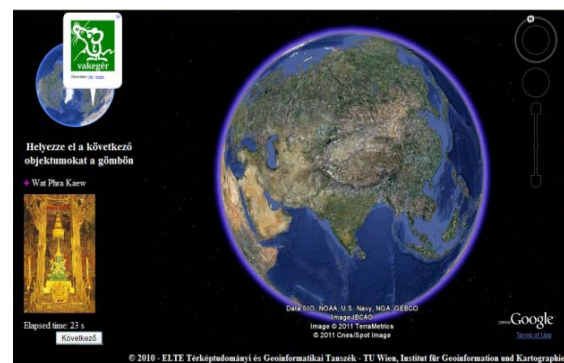 vakegér
Helyezze el a következő
objektumokat a gömbön
+ Wat Phra Kaew
Elapsed time: 23 s
Következő
N
Data SIO, NOAA, U.S. Navy, NGA, GEBCO
Image IBCAO
Image © 2011 TerraMetrics
© 2011 Cnes/Spot Image
Google
Terms of Use
© 2010 - ELTE Térképtudományi és Geoinformatikai Tanszék - TU Wien, Institut für Geoinformation und Kartographie